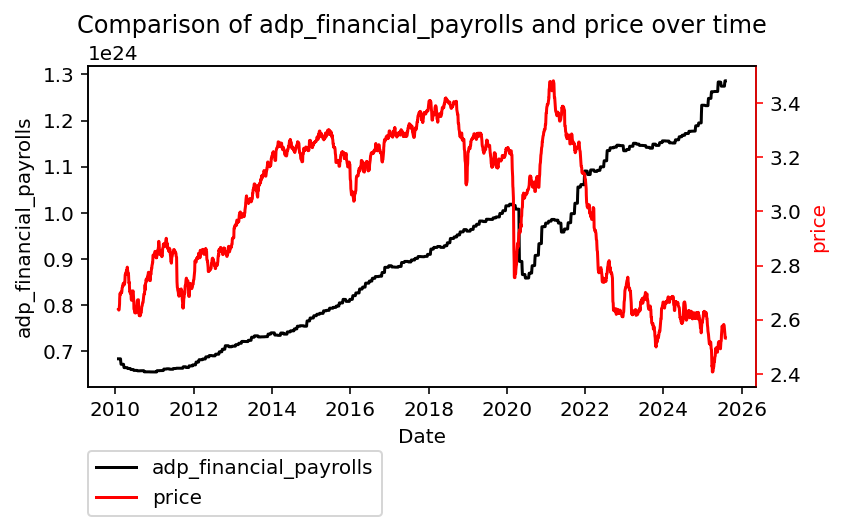 Comparison of adp_financial_payrolls and price over time
1e24
1.3
1.2
1.1
1.0
0.9
0.8
0.7
adp_financial_payrolls
3.4
3.2
3.0
2.8
2.6
2.4
price
2010 2012 2014 2016 2018 2020 2022 2024 2026
Date
adp_financial_payrolls
price